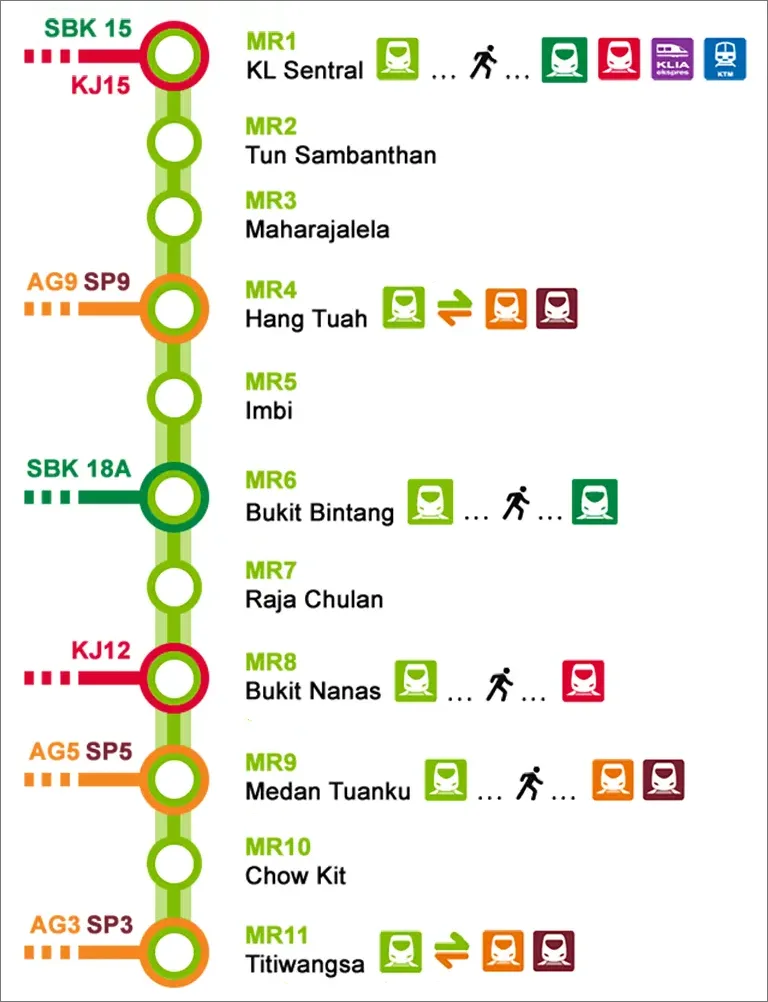 SBK 15
KJ15
MR1
KL Sentral
... ...
KLIA
ekspres
KTM
MR2
Tun Sambanthan
MR3
Maharajalela
AG9 SP9
MR4
Hang Tuah
MR5
Imbi
SBK 18A
MR6
Bukit Bintang
... ...
MR7
Raja Chulan
KJ12
MR8
Bukit Nanas
... ...
AG5 SP5
MR9
Medan Tuanku
... ...
MR10
Chow Kit
AG3 SP3
MR11
Titiwangsa